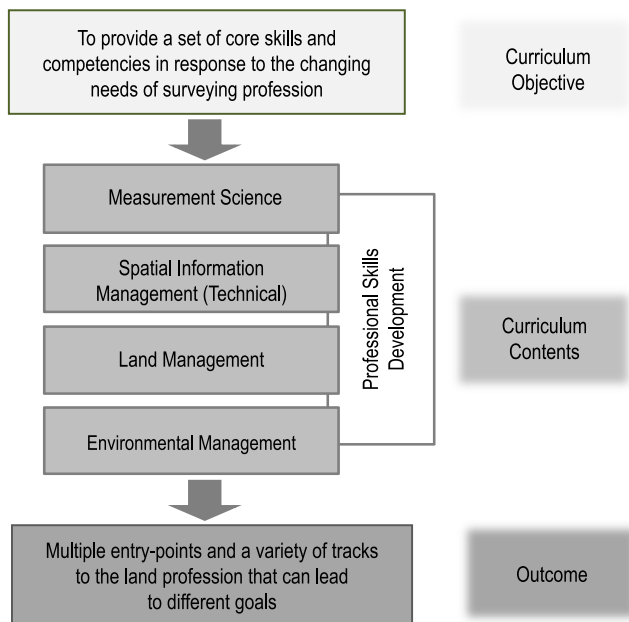 To provide a set of core skills and
competencies in response to the changing
needs of surveying profession
Curriculum
Objective
Measurement Science
Spatial Information
Management (Technical)
Land Management
Environmental Management
Professional Skills
Development
Curriculum
Contents
Multiple entry-points and a variety of tracks
to the land profession that can lead
to different goals
Outcome